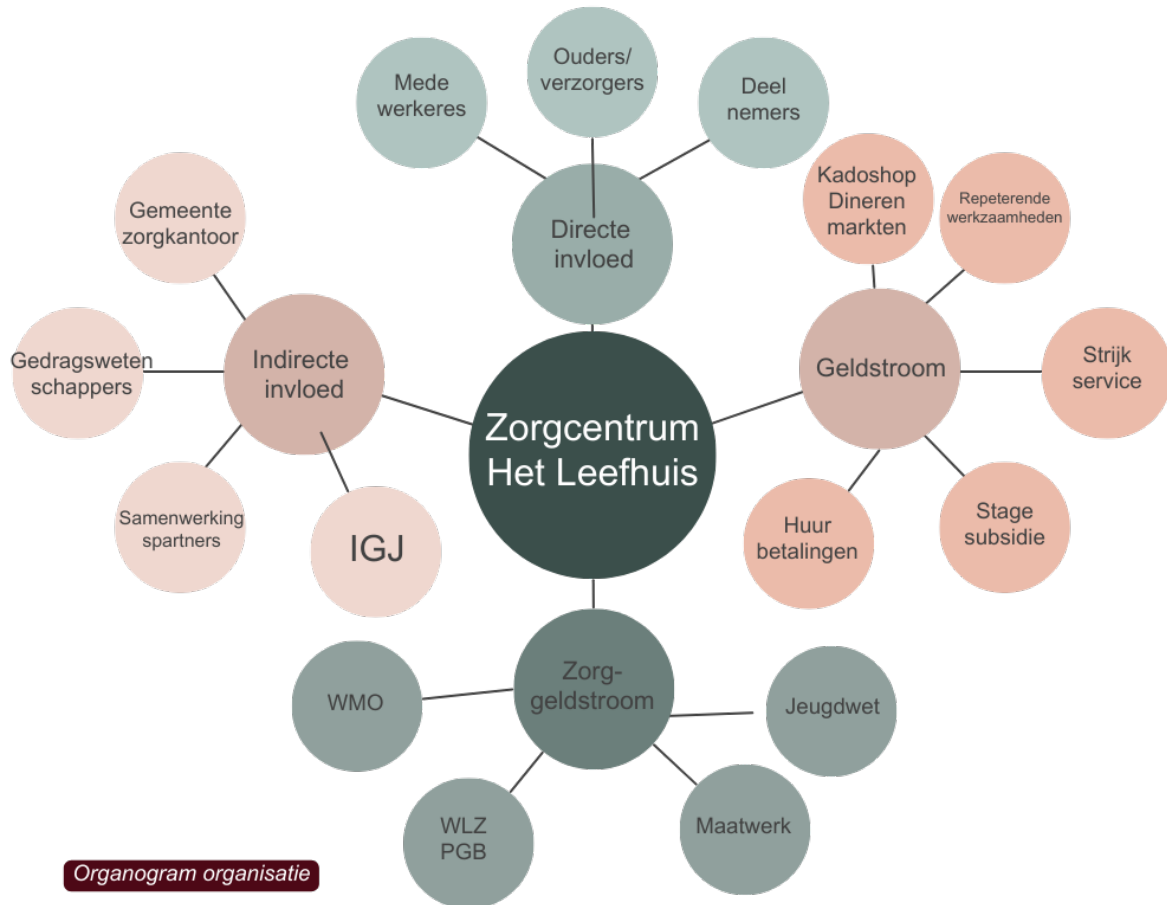 Mede
werkeres
Ouders/
verzorgers
Deel
nemers
Directe
invloed
Gemeente
zorgkantoor
Gedragsweten
schappers
Samenwerking
spartners
IGJ
Indirecte
invloed
Zorgcentrum
Het Leefhuis
Kadoshop
Dineren
markten
Repeterende
werkzaamheden
Geldstroom
Strijk
service
Stage
subsidie
Huur
betalingen
Zorg-
geldstroom
WMO
WLZ
PGB
Maatwerk
Jeugdwet
Organogram organisatie